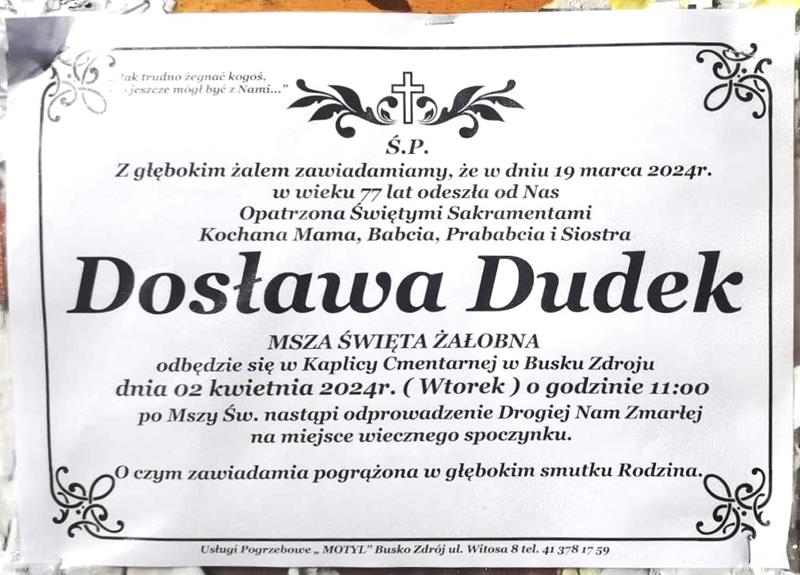 Jak trudno żegnać kogoś,
jeszcze mógł być z Nami..."
Ś.P.
Z głębokim żalem zawiadamiamy, że w dniu 19 marca 2024r.
w wieku 77 lat odeszła od Nas
Opatrzona Świętymi Sakramentami
Kochana Mama, Babcia, Prababcia i Siostra
Dosława Dudek
MSZA ŚWIĘTA ŻAŁOBNA
odbędzie się w Kaplicy Cmentarnej w Busku Zdroju
dnia 02 kwietnia 2024r. ( Wtorek ) o godzinie 11:00
po Mszy Św. nastąpi odprowadzenie Drogiej Nam Zmarłej
na miejsce wiecznego spoczynku.
O czym zawiadamia pogrążona w głębokim smutku Rodzina.
Usługi Pogrzebowe „ MOTYL" Busko Zdrój ul. Witosa 8 tel. 41 378 17 59